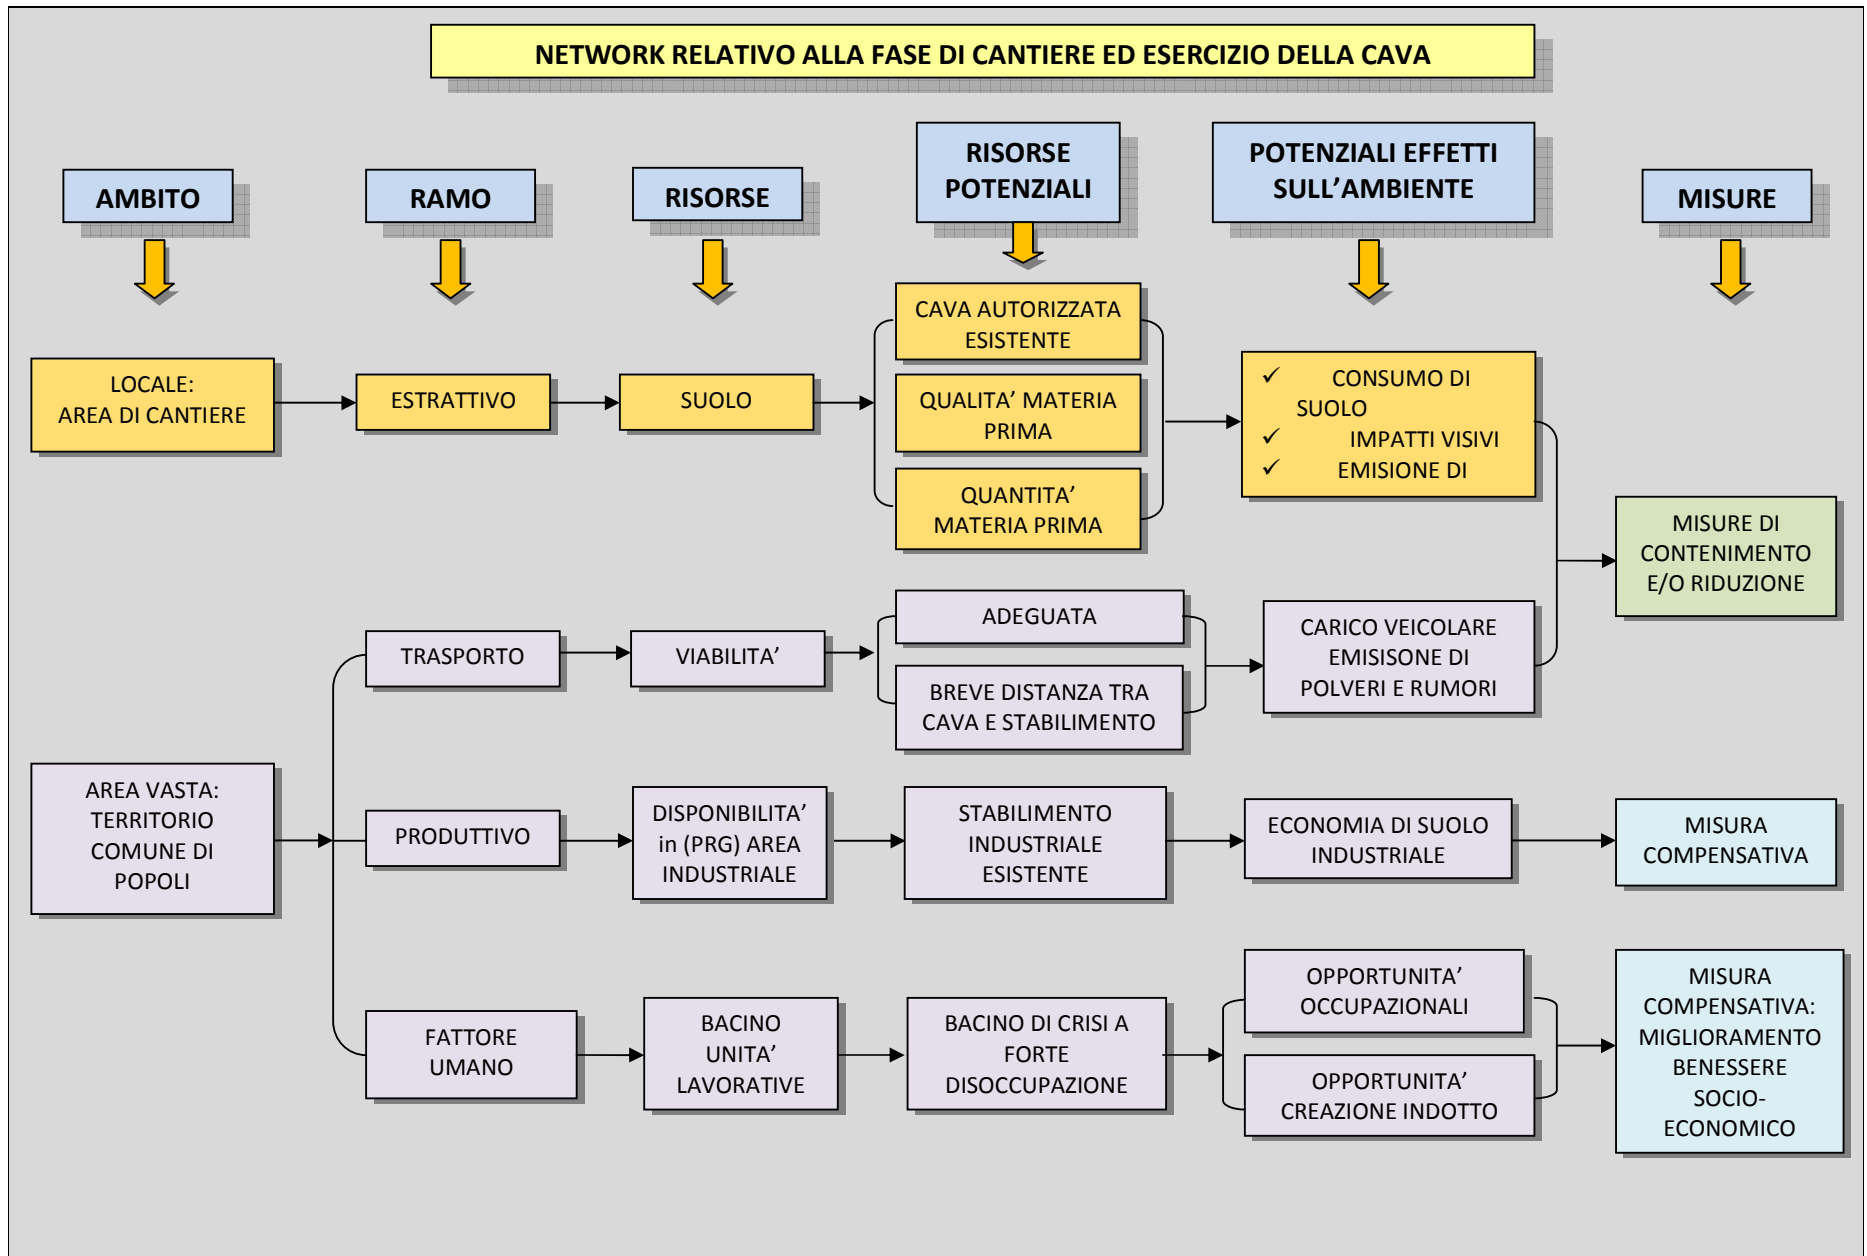 NETWORK RELATIVO ALLA FASE DI CANTIERE ED ESERCIZIO DELLA CAVA
AMBITO
RAMO
RISORSE
RISORSE
POTENZIALI
POTENZIALI EFFETTI
SULL’AMBIENTE
MISURE
LOCALE:
AREA DI CANTIERE
ESTRATTIVO
SUOLO
CAVA AUTORIZZATA
ESISTENTE
QUALITA’ MATERIA
PRIMA
QUANTITA’
MATERIA PRIMA
✓ CONSUMO DI
SUOLO
✓ IMPATTI VISIVI
✓ EMISIONE DI
MISURE DI
CONTENIMENTO
E/O RIDUZIONE
AREA VASTA:
TERRITORIO
COMUNE DI
POPOLI
TRASPORTO
VIABILITA’
ADEGUATA
BREVE DISTANZA TRA
CAVA E STABILIMENTO
CARICO VEICOLARE
EMISISONE DI
POLVERI E RUMORI
PRODUTTIVO
DISPONIBILITA’
in (PRG) AREA
INDUSTRIALE
STABILIMENTO
INDUSTRIALE
ESISTENTE
ECONOMIA DI SUOLO
INDUSTRIALE
MISURA
COMPENSATIVA
FATTORE
UMANO
BACINO
UNITA’
LAVORATIVE
BACINO DI CRISI A
FORTE
DISOCCUPAZIONE
OPPORTUNITA’
OCCUPAZIONALI
OPPORTUNITA’
CREAZIONE INDOTTO
MISURA
COMPENSATIVA:
MIGLIORAMENTO
BENESSERE
SOCIO-
ECONOMICO